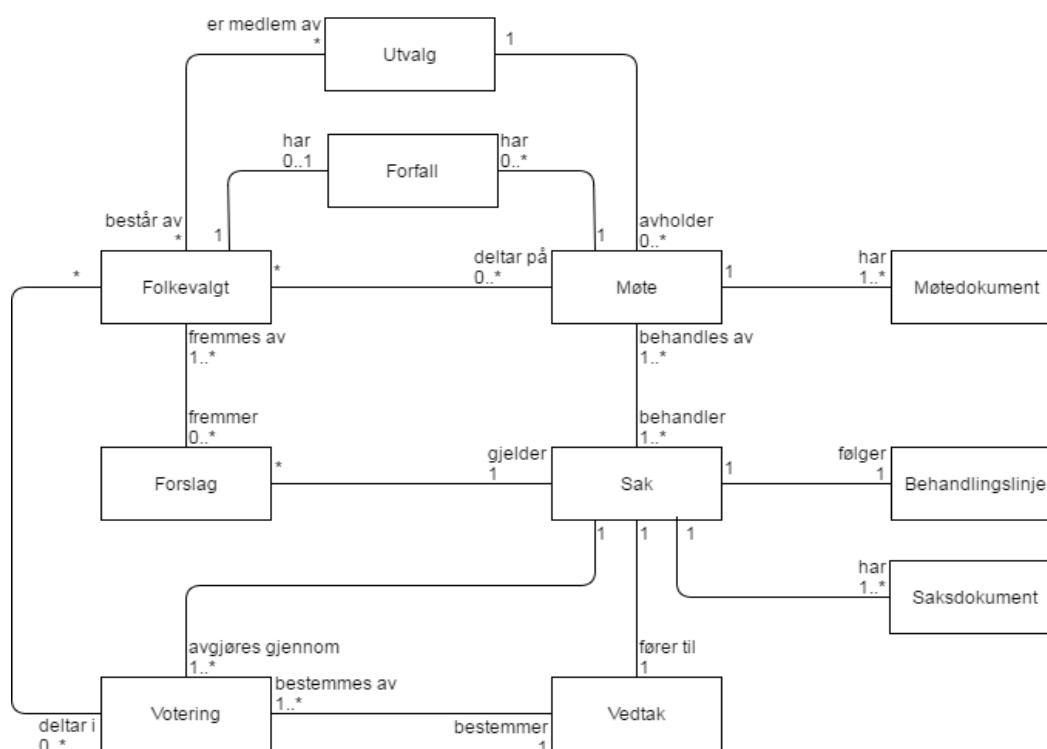 er medlem av
*
1
Utvalg
har
0..1
har
0..*
Forfall
består av
*
1
deltar på
0..*
1
avholder
0..*
har
1..*
*
Folkevalgt
*
Møte
1
Møtedokument
fremmes av
1..*
behandles av
1..*
fremmer
0..*
behandler
1..*
gjelder
1
følger
1
Forslag
*
Sak
1
Behandlingslinje
1
1
1
har
1..*
Saksdokument
avgjøres gjennom
1..*
fører til
1
bestemmes av
1..*
Votering
Vedtak
deltar i
0..*
bestemmer
1